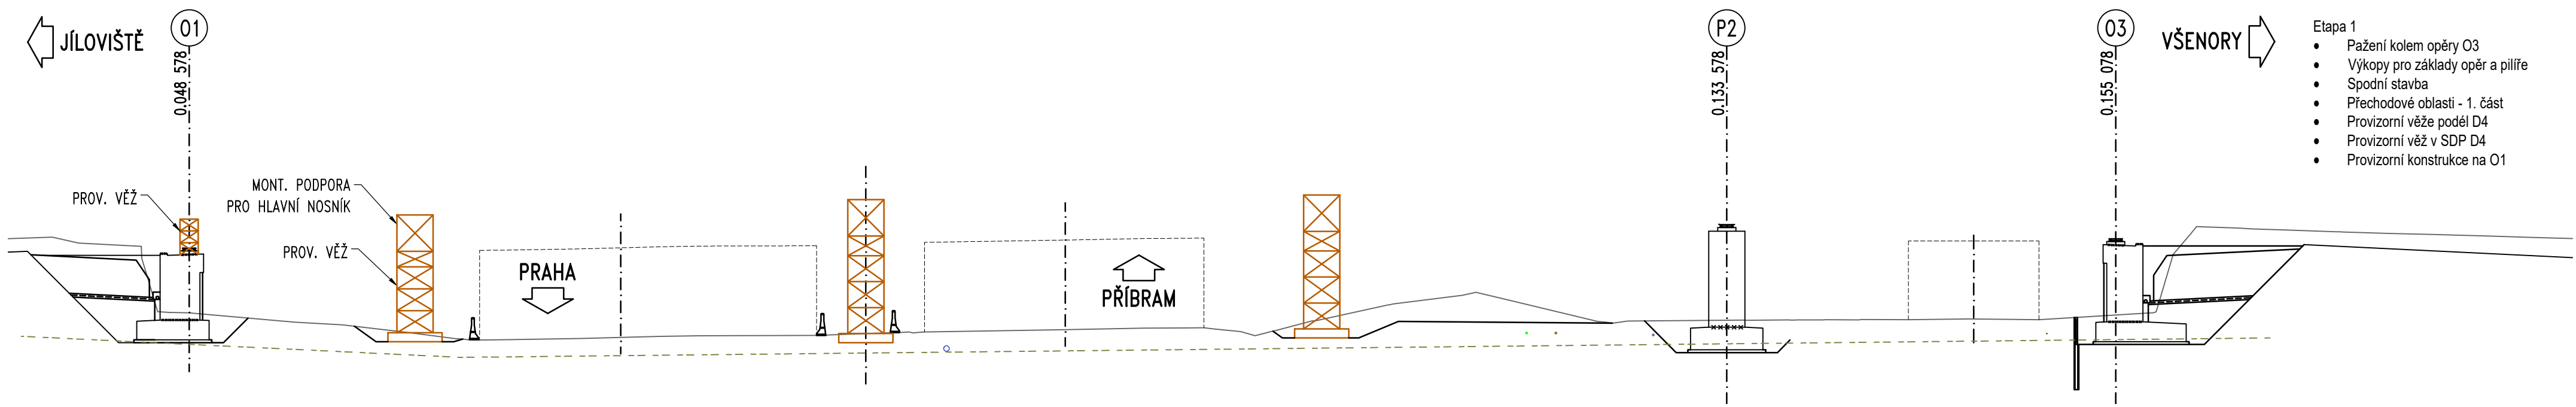 JÍLOVIŠTĚ
O1
0.048 578
P2
0.133 578
O3
0.155 078
VŠENORY
Etapa 1
• Pažení kolem opěry O3
• Výkopy pro základy opěr a pilíře
• Spodní stavba
• Přechodové oblasti - 1. část
• Provizorní věže podél D4
• Provizorní věž v SDP D4
• Provizorní konstrukce na O1
PROV. VĚŽ
MONT. PODPORA
PRO HLAVNÍ NOSNÍK
PROV. VĚŽ
PRAHA
PŘÍBRAM